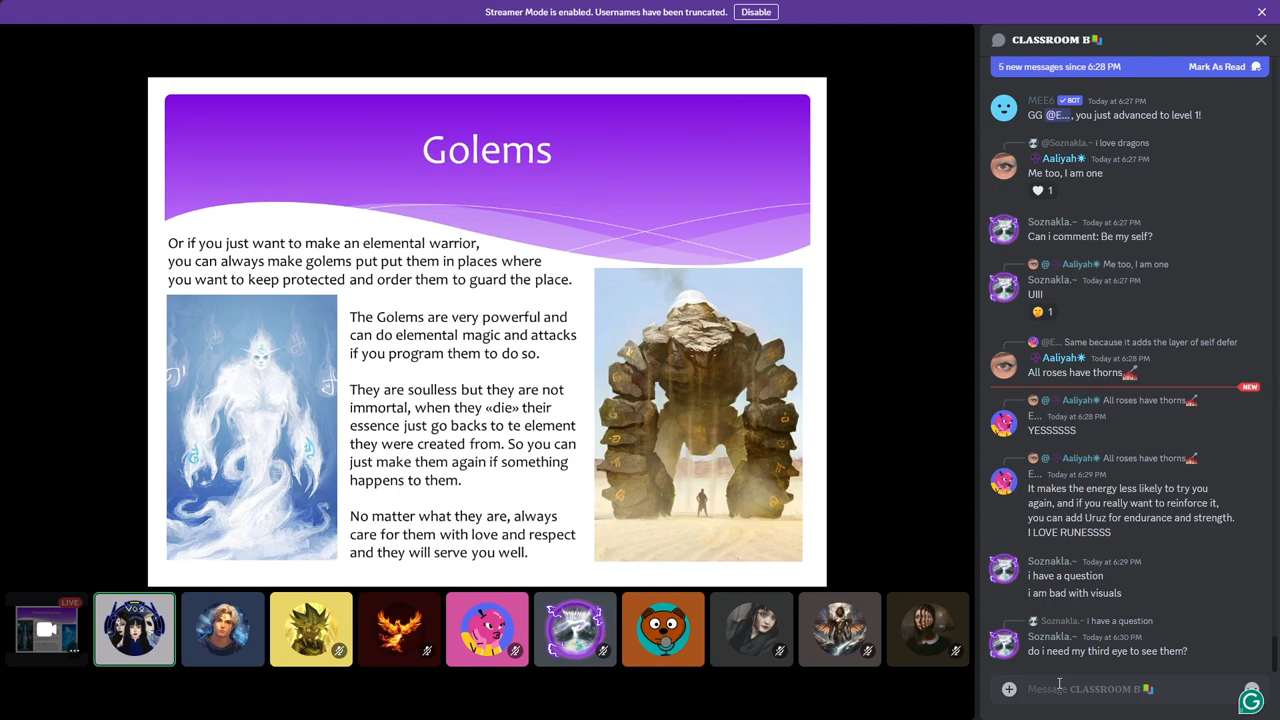 Streamer Mode is enabled. Usernames have been truncated. Disable
Golems
Or if you just want to make an elemental warrior,
you can always make golems put put them in places where
you want to keep protected and order them to guard the place.
The Golems are very powerful and
can do elemental magic and attacks
if you program them to do so.
They are soulless but they are not
immortal, when they «die» their
essence just go backs to te element
they were created from. So you can
just make them again if something
happens to them.
No matter what they are, always
care for them with love and respect
and they will serve you well.
LIVE
VOX
CLASSROOM B
5 new messages since 6:28 PM Mark As Read
MEE6 BOT Today at 6:27 PM
GG @E..., you just advanced to level 1!
@Soznakla.~ i love dragons
Aaliyah Today at 6:27 PM
Me too, I am one
1
Soznakla.~ Today at 6:27 PM
Can i comment: Be my self?
@ Aaliyah Me too, I am one
Soznakla.~ Today at 6:27 PM
1
@E... Same because it adds the layer of self defer
Aaliyah Today at 6:28 PM
All roses have thorns
NEW
@ Aaliyah All roses have thorns
E... Today at 6:28 PM
YESSSSSS
@ Aaliyah All roses have thorns
E... Today at 6:29 PM
It makes the energy less likely to try you
again, and if you really want to reinforce it,
you can add Uruz for endurance and strength.
I LOVE RUNESSSS
Soznakla.~ Today at 6:29 PM
i have a question
i am bad with visuals
Soznakla.~ i have a question
Soznakla.~ Today at 6:30 PM
do i need my third eye to see them?
Message CLASSROOM B